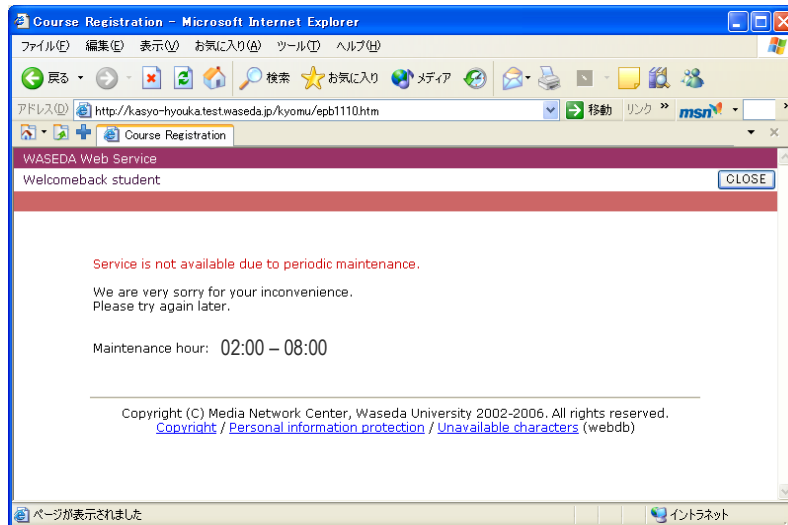 Course Registration - Microsoft Internet Explorer
ファイル(F) 編集(E) 表示(V) お気に入り(A) ツール(T) ヘルプ(H)
戻る 検索 お気に入り メディア
アドレス(D) http://kasyo-hyouka.test.waseda.jp/kyomu/epb1110.htm 移動 リンク » msn »
Course Registration
WASEDA Web Service
Welcomeback student CLOSE
Service is not available due to periodic maintenance.
We are very sorry for your inconvenience.
Please try again later.
Maintenance hour: 02:00 – 08:00
Copyright (C) Media Network Center, Waseda University 2002-2006. All rights reserved.
Copyright / Personal information protection / Unavailable characters (webdb)
ページが表示されました イントラネット